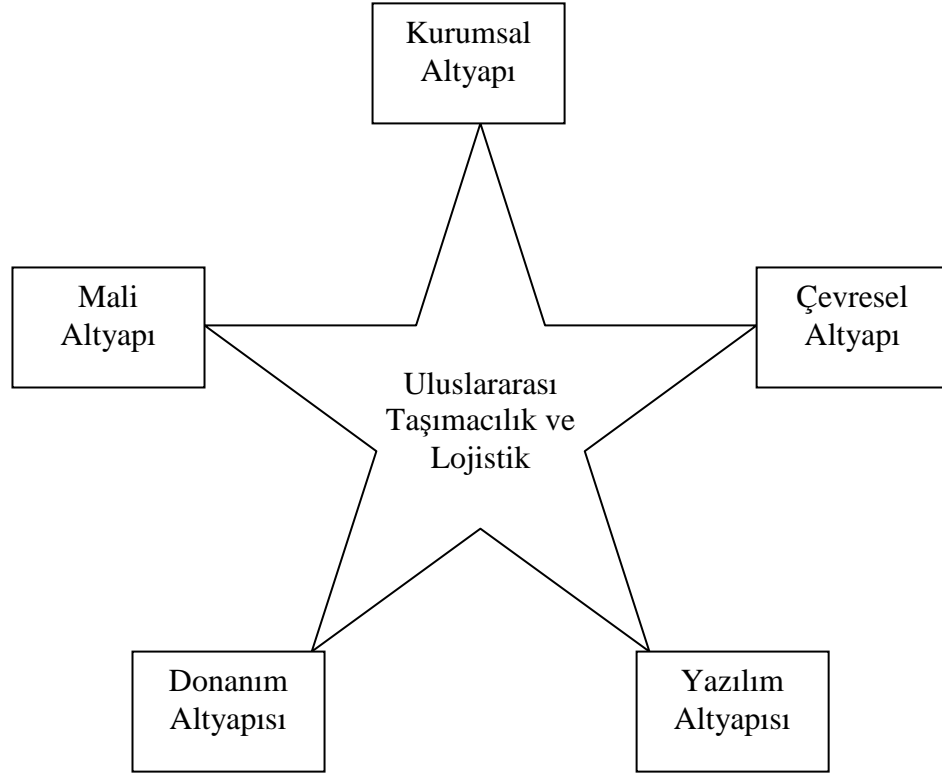 Kurumsal
Altyapı
Mali
Altyapı
Çevresel
Altyapı
Uluslararası
Taşımacılık ve
Lojistik
Donanım
Altyapısı
Yazılım
Altyapısı